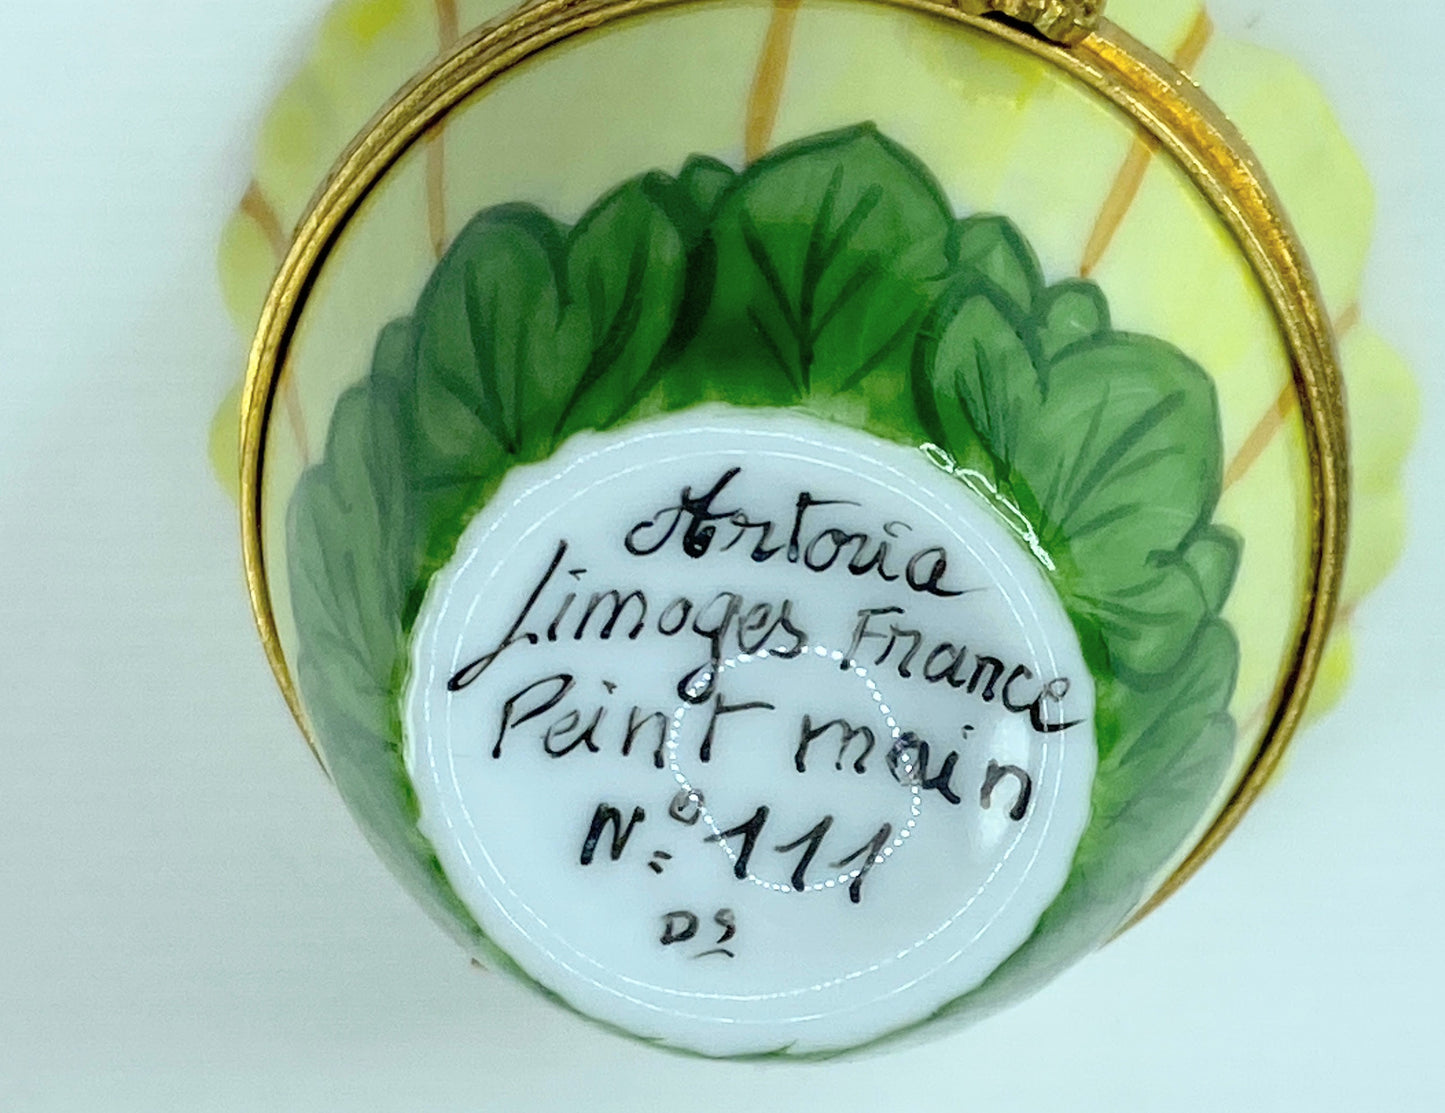 Artoria
Limoges France
Peint main
N.º 111
DS